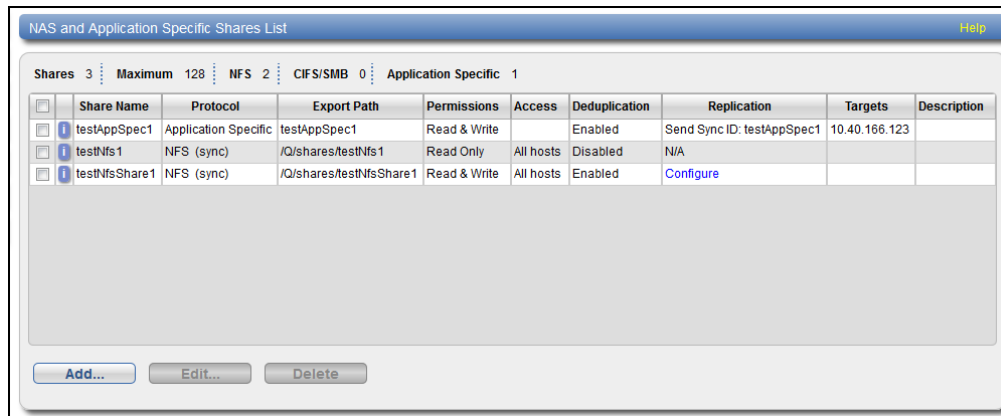 NAS and Application Specific Shares List Help
Shares 3 Maximum 128 NFS 2 CIFS/SMB 0 Application Specific 1
Share Name Protocol Export Path Permissions Access Deduplication Replication Targets Description
testAppSpec1 Application Specific testAppSpec1 Read & Write Enabled Send Sync ID: testAppSpec1 10.40.166.123
testNfs1 NFS (sync) /Q/shares/testNfs1 Read Only All hosts Disabled N/A
testNfsShare1 NFS (sync) /Q/shares/testNfsShare1 Read & Write All hosts Enabled Configure
Add... Edit... Delete